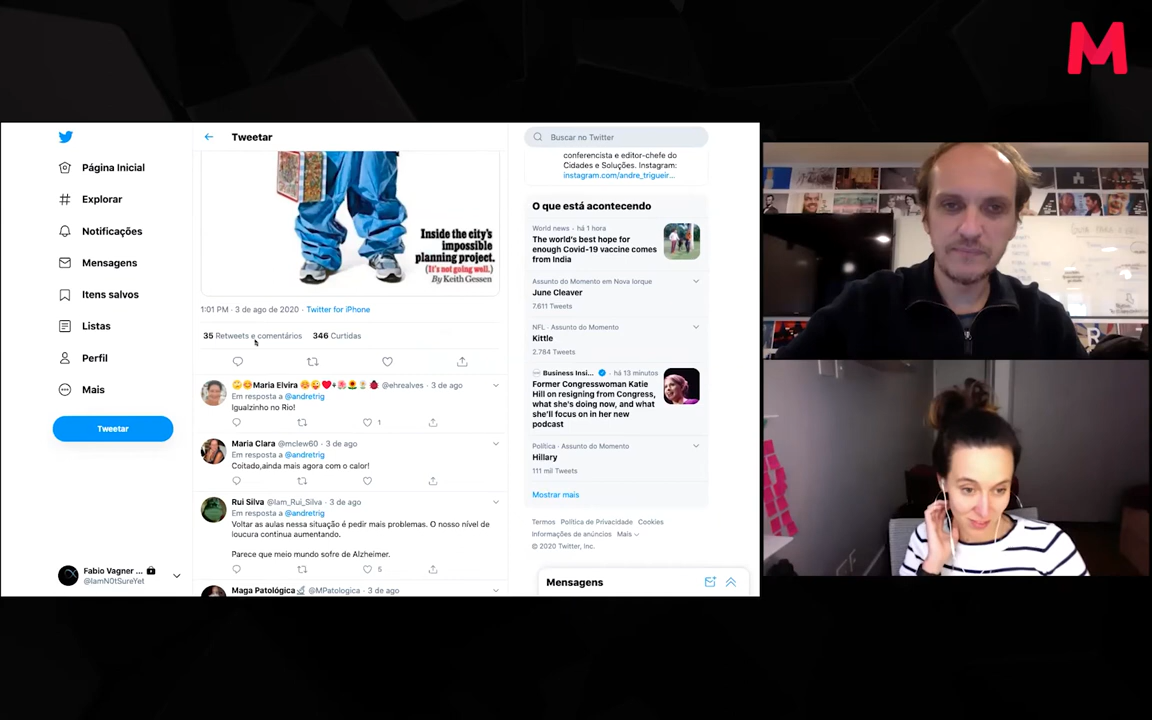 M
Tweetar
Buscar no Twitter
Página Inicial
Explorar
Notificações
Mensagens
Itens salvos
Listas
Perfil
Mais
Tweetar
Fabio Vagner ...
@IamN0tSureYet
Inside the city's
impossible
planning project.
(It's not going well.)
By Keith Gessen
1:01 PM · 3 de ago de 2020 · Twitter for iPhone
35 Retweets e comentários 346 Curtidas
Maria Elvira @ehrealves · 3 de ago
Em resposta a @andretrig
Igualzinho no Rio!
1
Maria Clara @mclew60 · 3 de ago
Em resposta a @andretrig
Coitado,ainda mais agora com o calor!
Rui Silva @Iam_Rui_Silva · 3 de ago
Em resposta a @andretrig
Voltar as aulas nessa situação é pedir mais problemas. O nosso nível de
loucura continua aumentando.
Parece que meio mundo sofre de Alzheimer.
5
Maga Patológica @MPatologica · 3 de ago
conferencista e editor-chefe do
Cidades e Soluções. Instagram:
instagram.com/andre_trigueir...
O que está acontecendo
World news · há 1 hora
The world's best hope for
enough Covid-19 vaccine comes
from India
Assunto do Momento em Nova Iorque
June Cleaver
7.611 Tweets
NFL · Assunto do Momento
Kittle
2.764 Tweets
Business Insi... · há 13 minutos
Former Congresswoman Katie
Hill on resigning from Congress,
what she's doing now, and
what she'll focus on in her new
podcast
Política · Assunto do Momento
Hillary
111 mil Tweets
Mostrar mais
Termos Política de Privacidade Cookies
Informações de anúncios Mais
© 2020 Twitter, Inc.
Mensagens